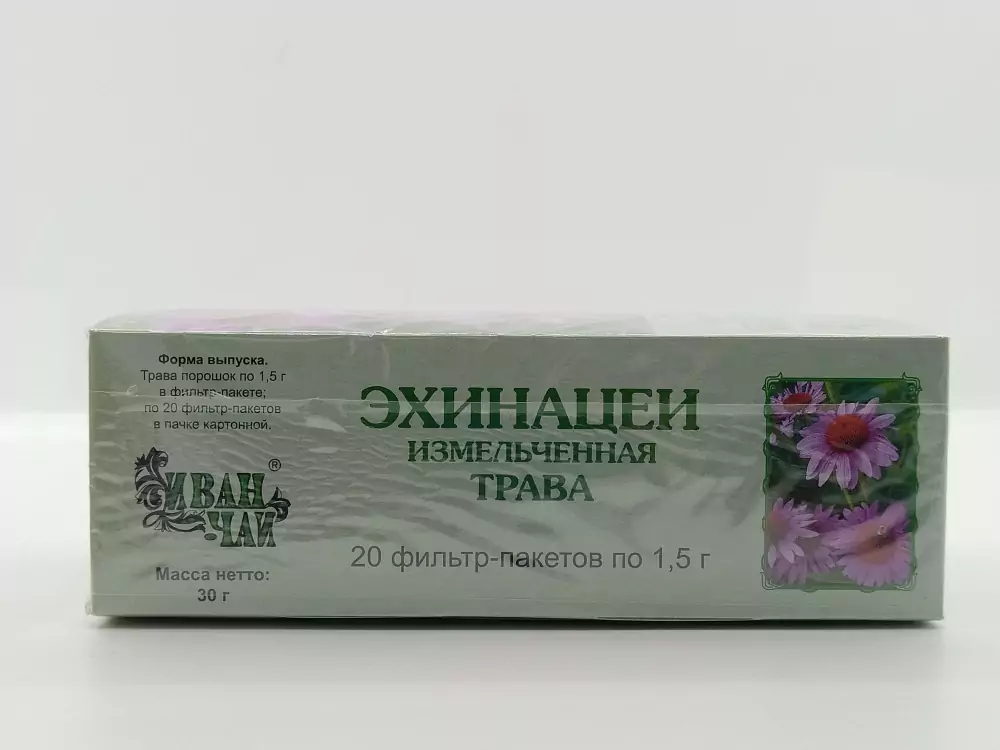 Форма выпуска.
Трава порошок по 1,5 г
в фильтр-пакете;
по 20 фильтр-пакетов
в пачке картонной.
ИВАН ®
-ЧАЙ
Масса нетто:
30 г
ЭХИНАЦЕИ
ИЗМЕЛЬЧЕННАЯ
ТРАВА
20 фильтр-пакетов по 1,5 г